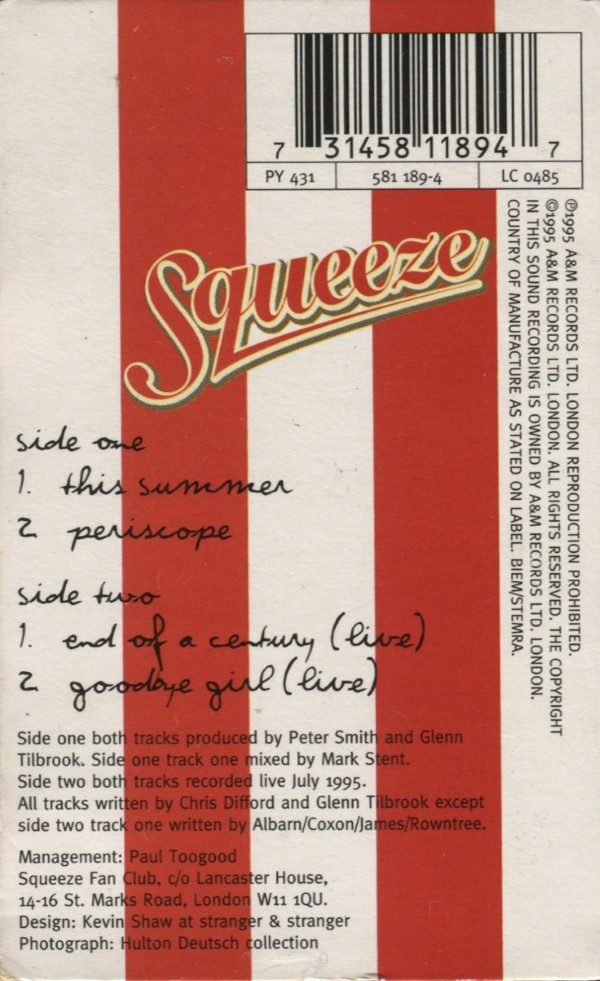 7 31458 11894 7
PY 431 581 189-4 LC 0485
℗1995 A&M RECORDS LTD. LONDON REPRODUCTION PROHIBITED.
©1995 A&M RECORDS LTD. LONDON. ALL RIGHTS RESERVED. THE COPYRIGHT
IN THIS SOUND RECORDING IS OWNED BY A&M RECORDS LTD. LONDON.
COUNTRY OF MANUFACTURE AS STATED ON LABEL. BIEM/STEMRA.
Squeeze
side one
1. this summer
2 periscope
side two
1. end of a century (live)
2 goodbye girl (live)
Side one both tracks produced by Peter Smith and Glenn
Tilbrook. Side one track one mixed by Mark Stent.
Side two both tracks recorded live July 1995.
All tracks written by Chris Difford and Glenn Tilbrook except
side two track one written by Albarn/Coxon/James/Rowntree.
Management: Paul Toogood
Squeeze Fan Club, c/o Lancaster House,
14-16 St. Marks Road, London W11 1QU.
Design: Kevin Shaw at stranger & stranger
Photograph: Hulton Deutsch collection